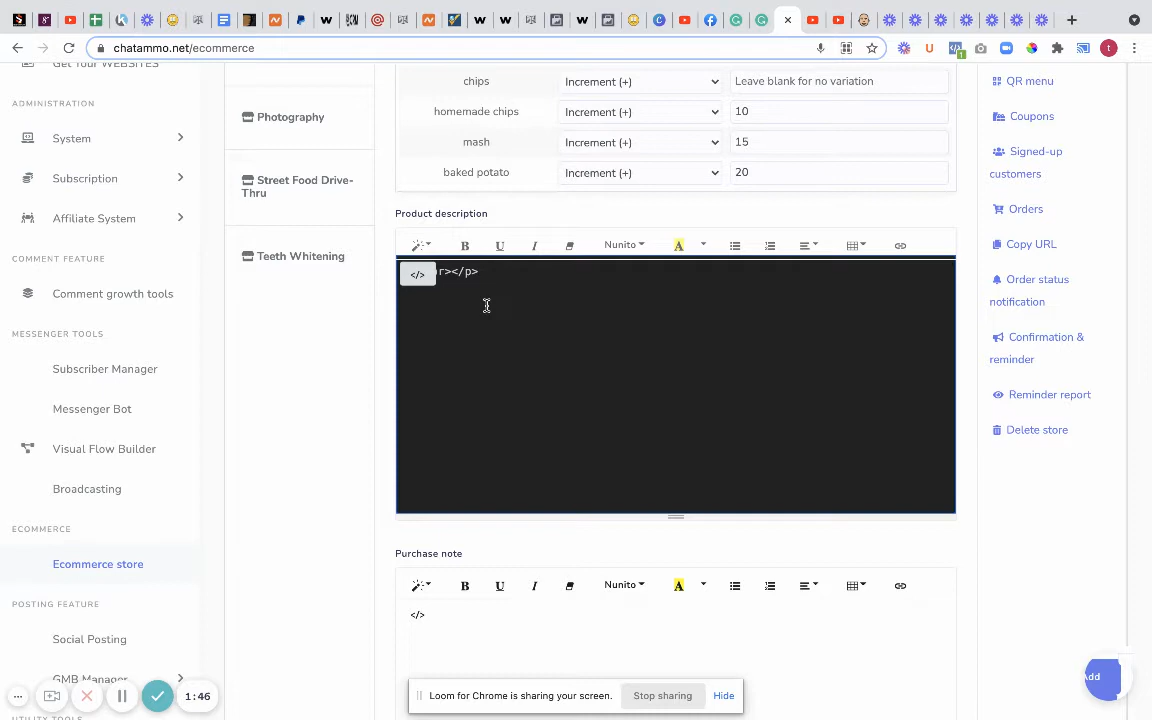 chatammo.net/ecommerce
Get Your WEBSITES
ADMINISTRATION
System
Subscription
Affiliate System
COMMENT FEATURE
Comment growth tools
MESSENGER TOOLS
Subscriber Manager
Messenger Bot
Visual Flow Builder
Broadcasting
ECOMMERCE
Ecommerce store
POSTING FEATURE
Social Posting
GMB Manager
1:46
Photography
Street Food Drive-
Thru
Teeth Whitening
chips Increment (+) Leave blank for no variation
homemade chips Increment (+) 10
mash Increment (+) 15
baked potato Increment (+) 20
Product description
B U I Nunito A
</> r></p>
Purchase note
B U I Nunito A
</>
Loom for Chrome is sharing your screen. Stop sharing Hide
QR menu
Coupons
Signed-up
customers
Orders
Copy URL
Order status
notification
Confirmation &
reminder
Reminder report
Delete store
Add